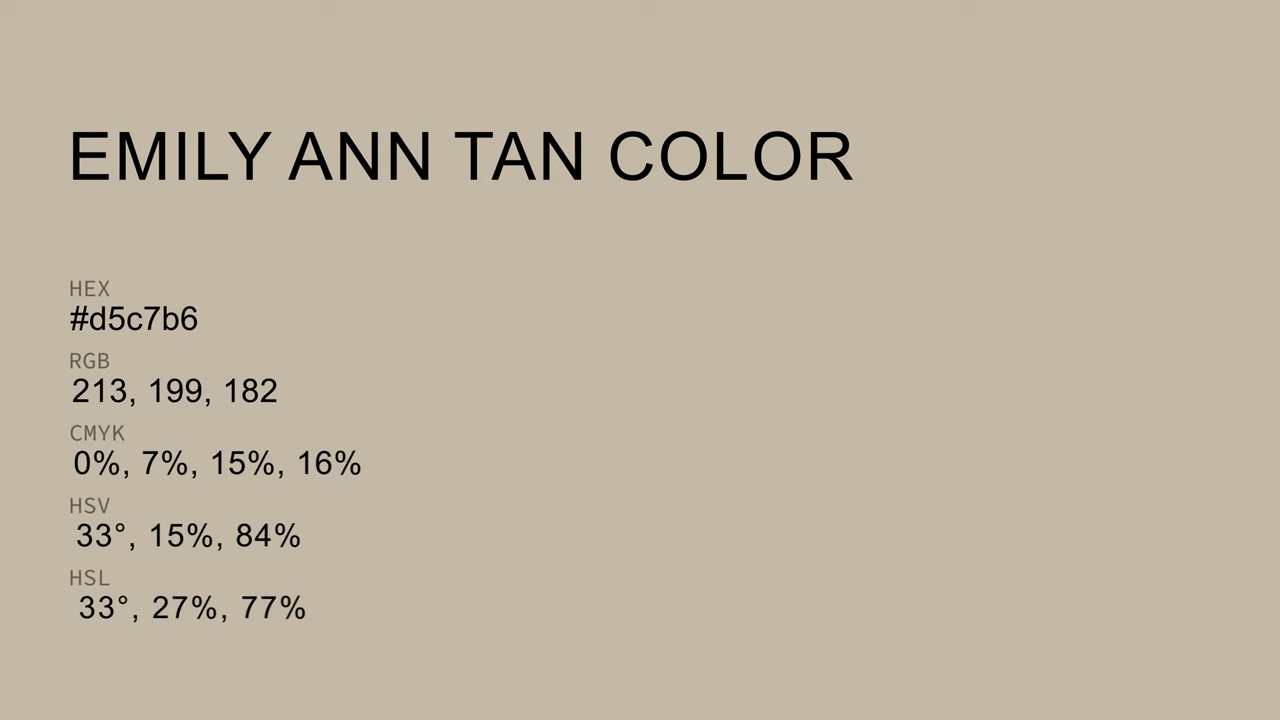 EMILY ANN TAN COLOR
HEX
#d5c7b6
RGB
213, 199, 182
CMYK
0%, 7%, 15%, 16%
HSV
33°, 15%, 84%
HSL
33°, 27%, 77%